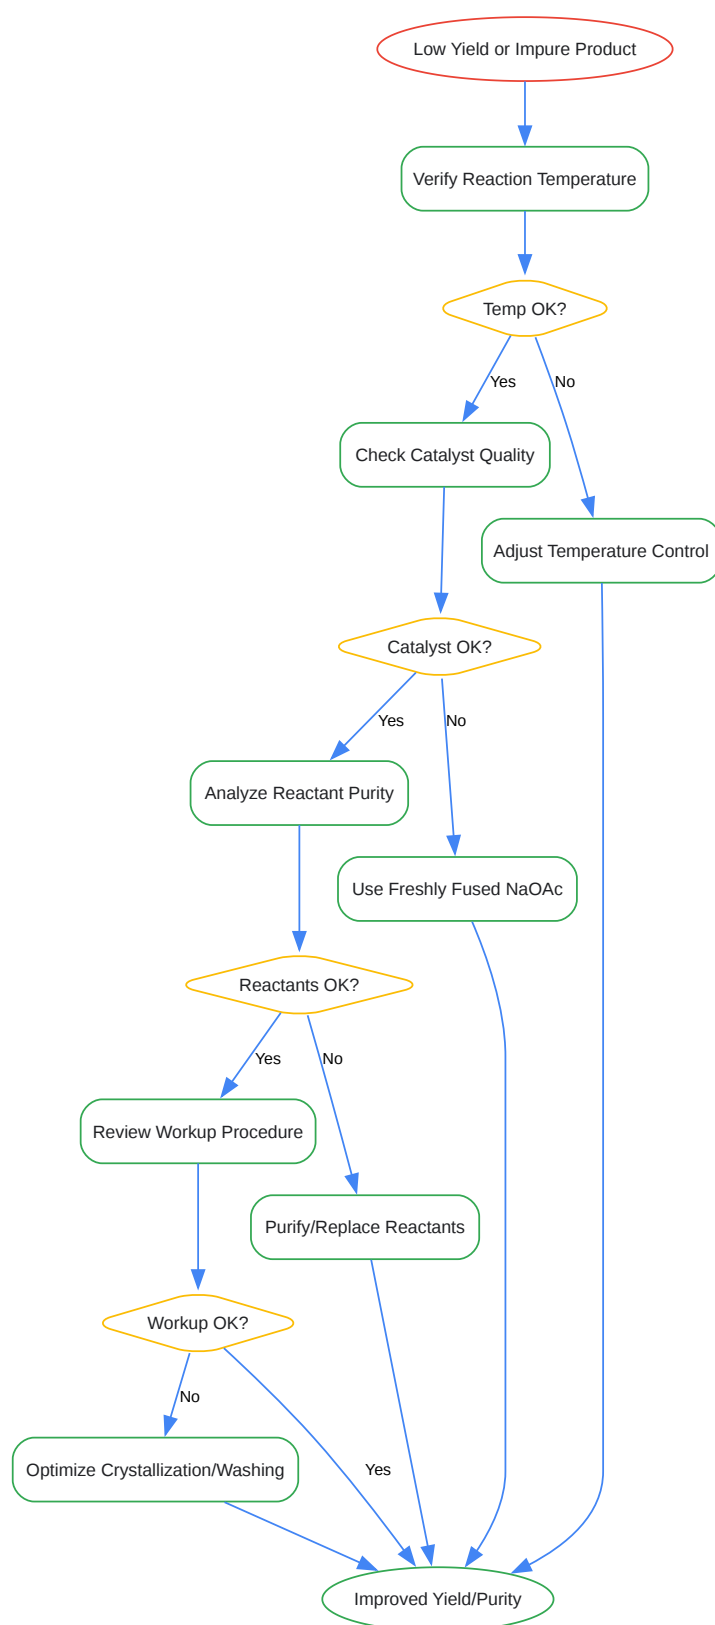 Low Yield or Impure Product
Verify Reaction Temperature
Temp OK?
Yes
No
Check Catalyst Quality
Adjust Temperature Control
Catalyst OK?
Yes
No
Analyze Reactant Purity
Use Freshly Fused NaOAc
Reactants OK?
Yes
No
Review Workup Procedure
Purify/Replace Reactants
Workup OK?
No
Yes
Optimize Crystallization/Washing
Improved Yield/Purity